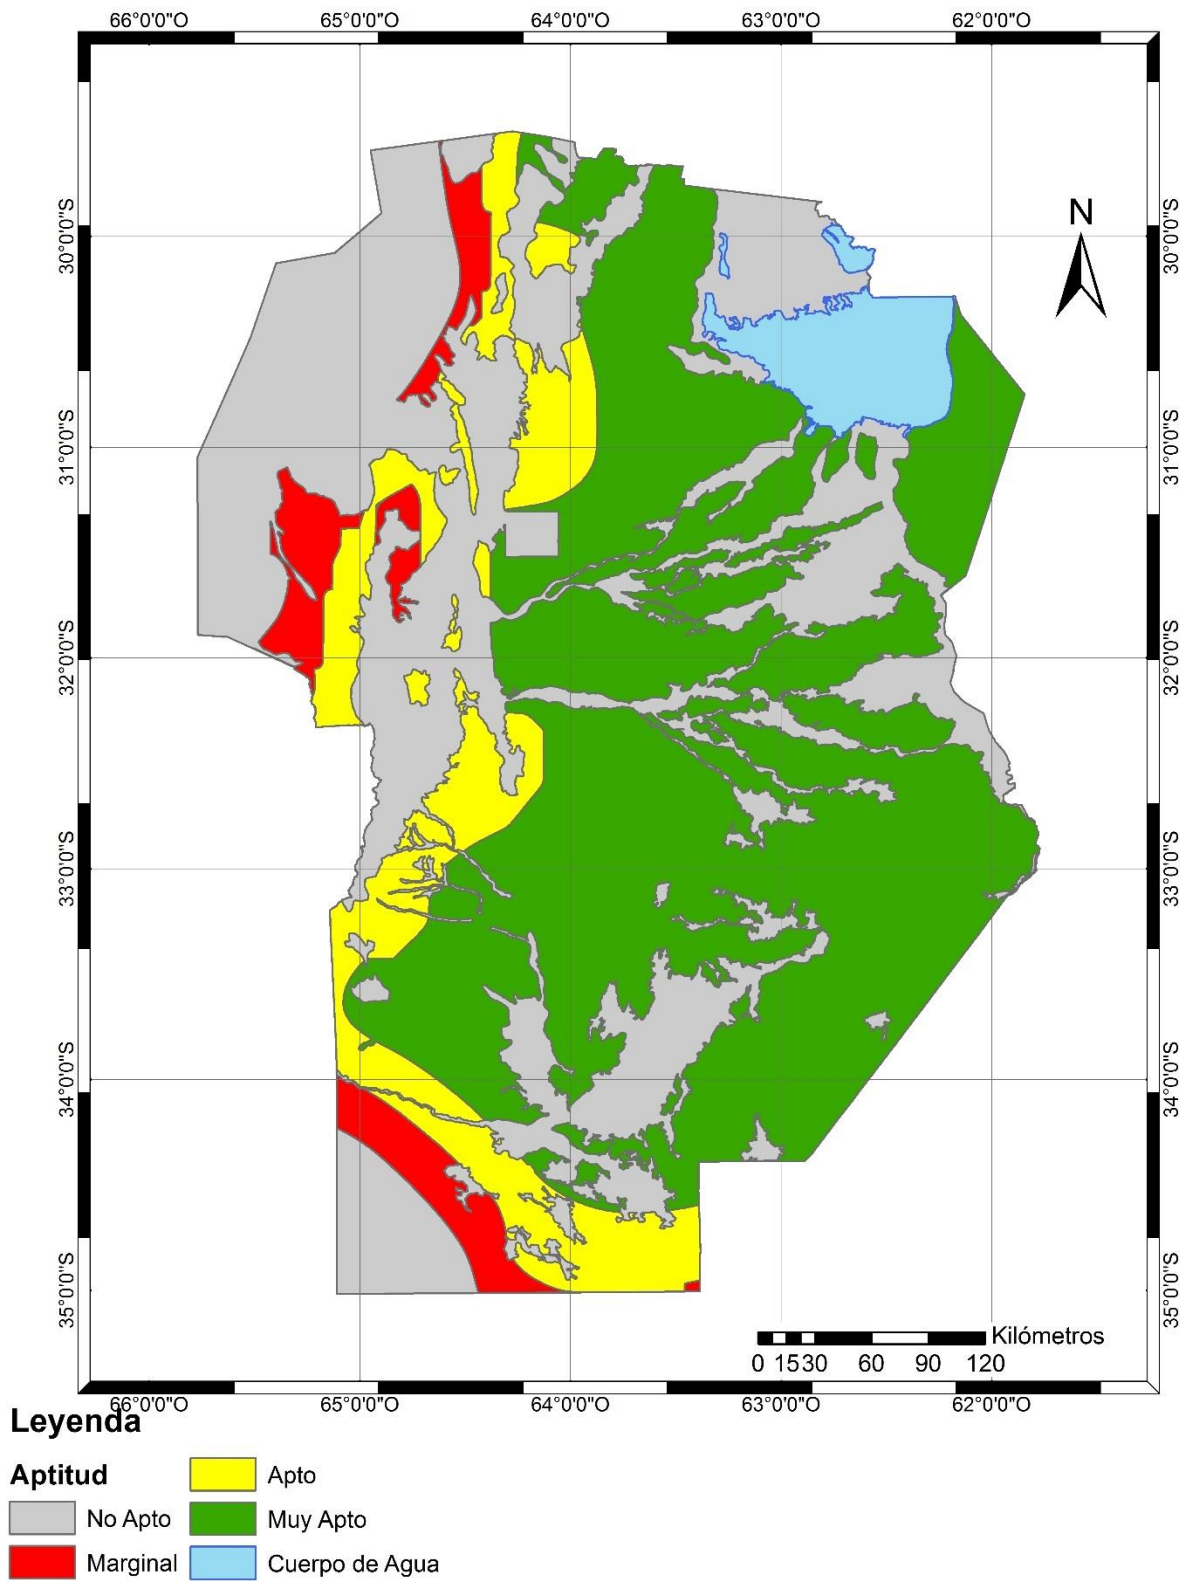 66°0'0"O 65°0'0"O 64°0'0"O 63°0'0"O 62°0'0"O
30°0'0"S 30°0'0"S
N
31°0'0"S 31°0'0"S
32°0'0"S 32°0'0"S
33°0'0"S 33°0'0"S
34°0'0"S 34°0'0"S
35°0'0"S 35°0'0"S
Kilómetros
0 15 30 60 90 120
66°0'0"O 65°0'0"O 64°0'0"O 63°0'0"O 62°0'0"O
Leyenda
Aptitud
No Apto
Marginal
Apto
Muy Apto
Cuerpo de Agua